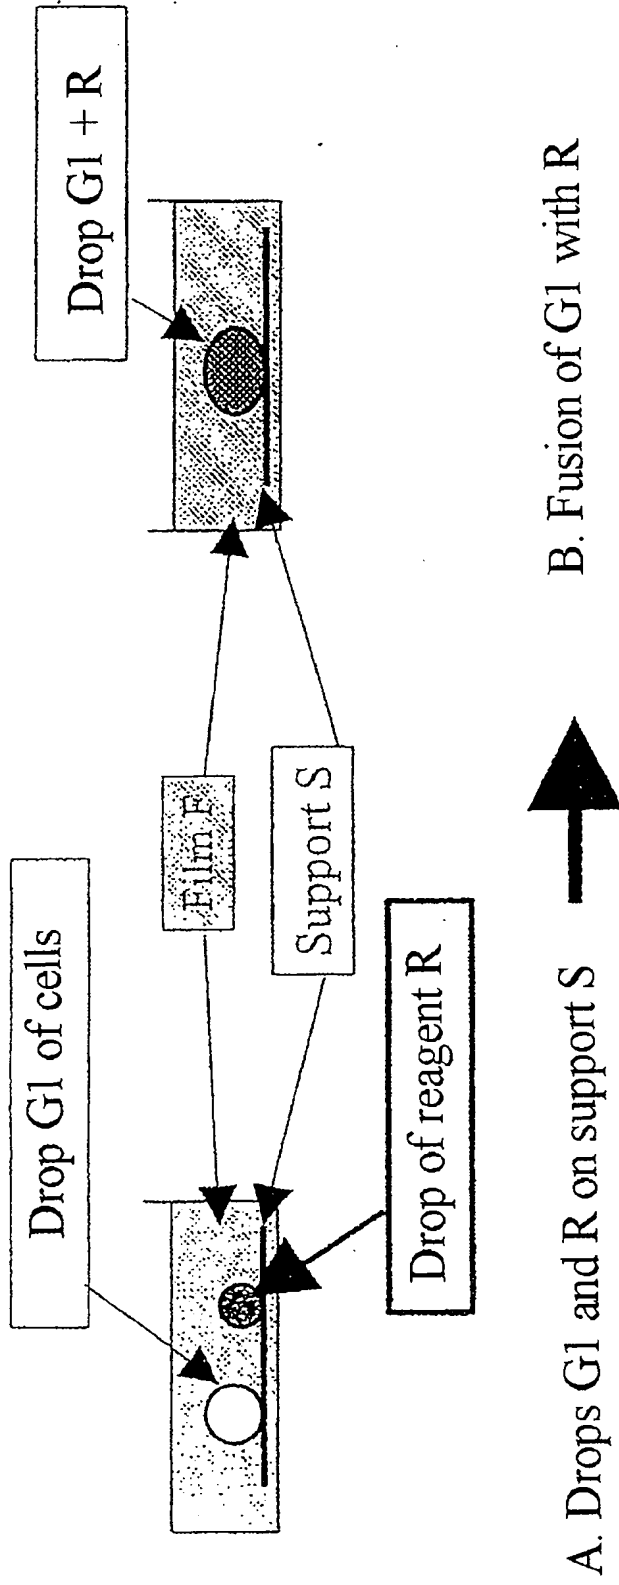 Drop G1 of cells
Drop G1 + R
Film F
Support S
Drop of reagent R
A. Drops G1 and R on support S
B. Fusion of G1 with R